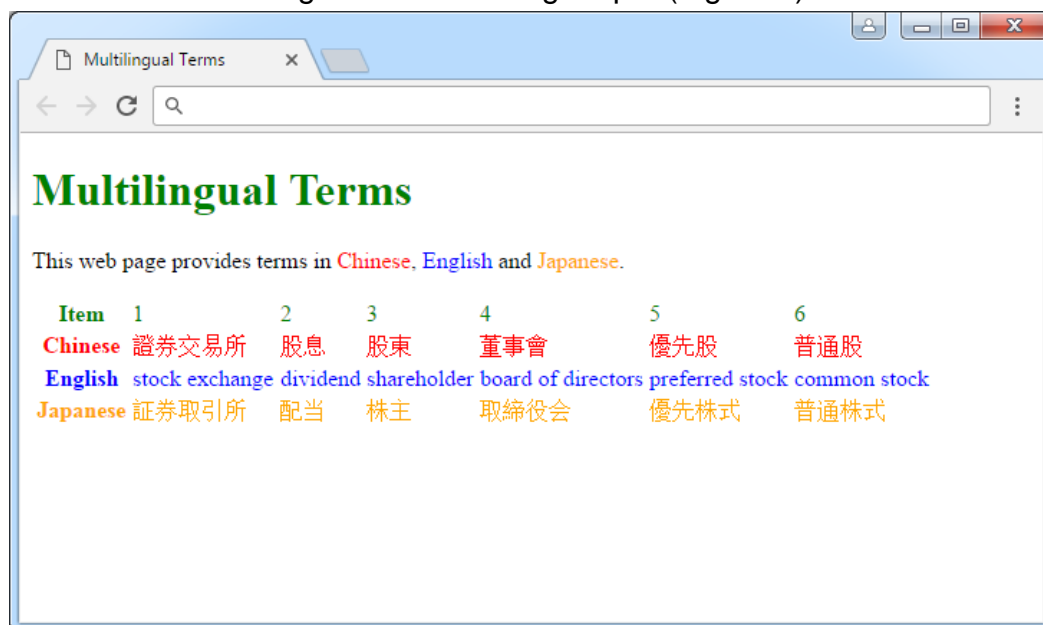 Multilingual Terms
Multilingual Terms
This web page provides terms in Chinese, English and Japanese.
Item 1 2 3 4 5 6
Chinese 證券交易所 股息 股東 董事會 優先股 普通股
English stock exchange dividend shareholder board of directors preferred stock common stock
Japanese 証券取引所 配当 株主 取締役会 優先株式 普通株式